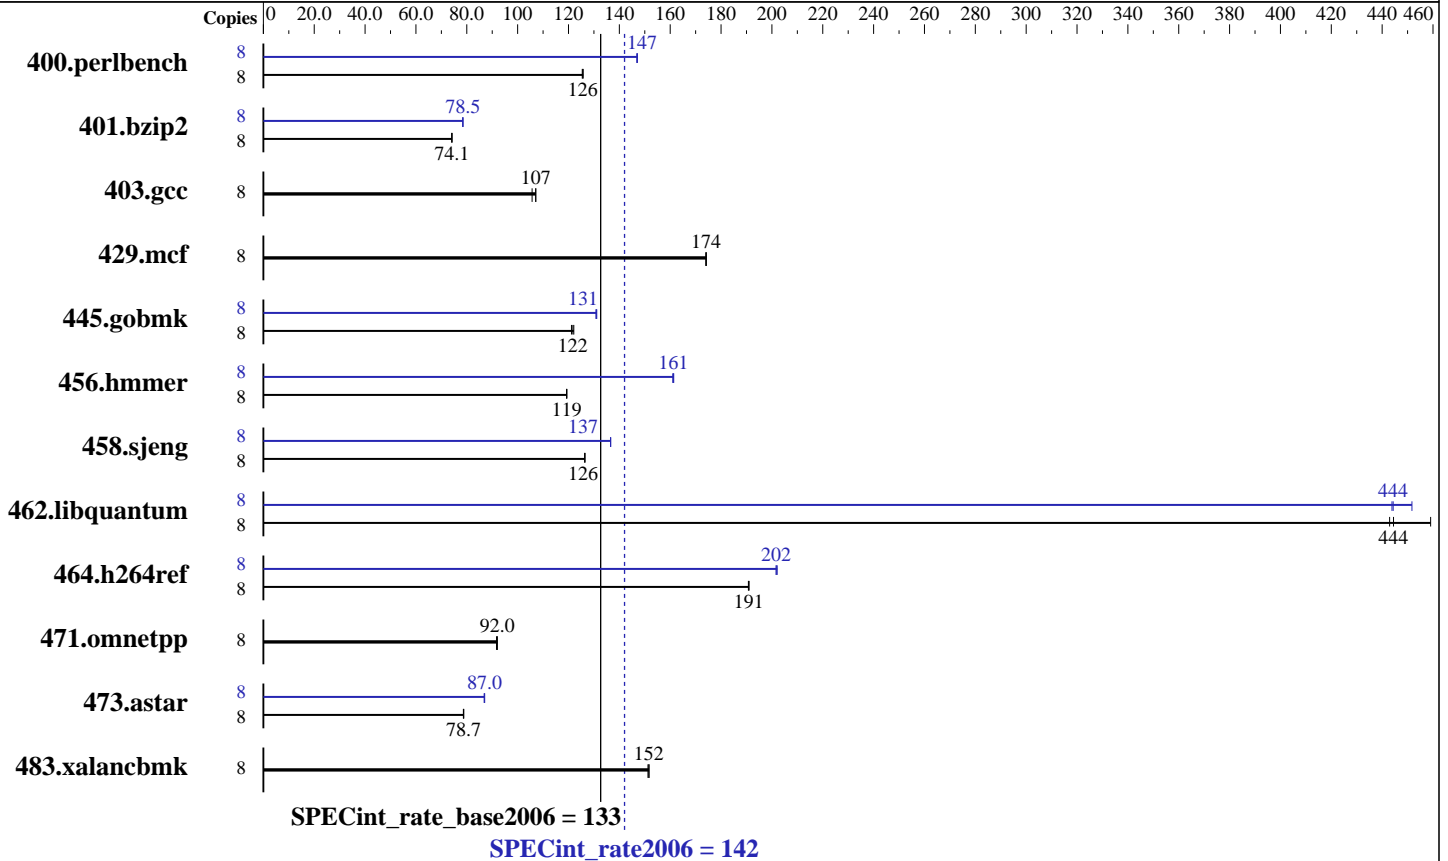 Copies 0 20.0 40.0 60.0 80.0 100 120 140 160 180 200 220 240 260 280 300 320 340 360 380 400 420 440 460
400.perlbench 8 147
8 126
401.bzip2 8 78.5
8 74.1
403.gcc 8 107
429.mcf 8 174
445.gobmk 8 131
8 122
456.hmmer 8 161
8 119
458.sjeng 8 137
8 126
462.libquantum 8 444
8 444
464.h264ref 8 202
8 191
471.omnetpp 8 92.0
473.astar 8 87.0
8 78.7
483.xalancbmk 8 152
SPECint_rate_base2006 = 133
SPECint_rate2006 = 142